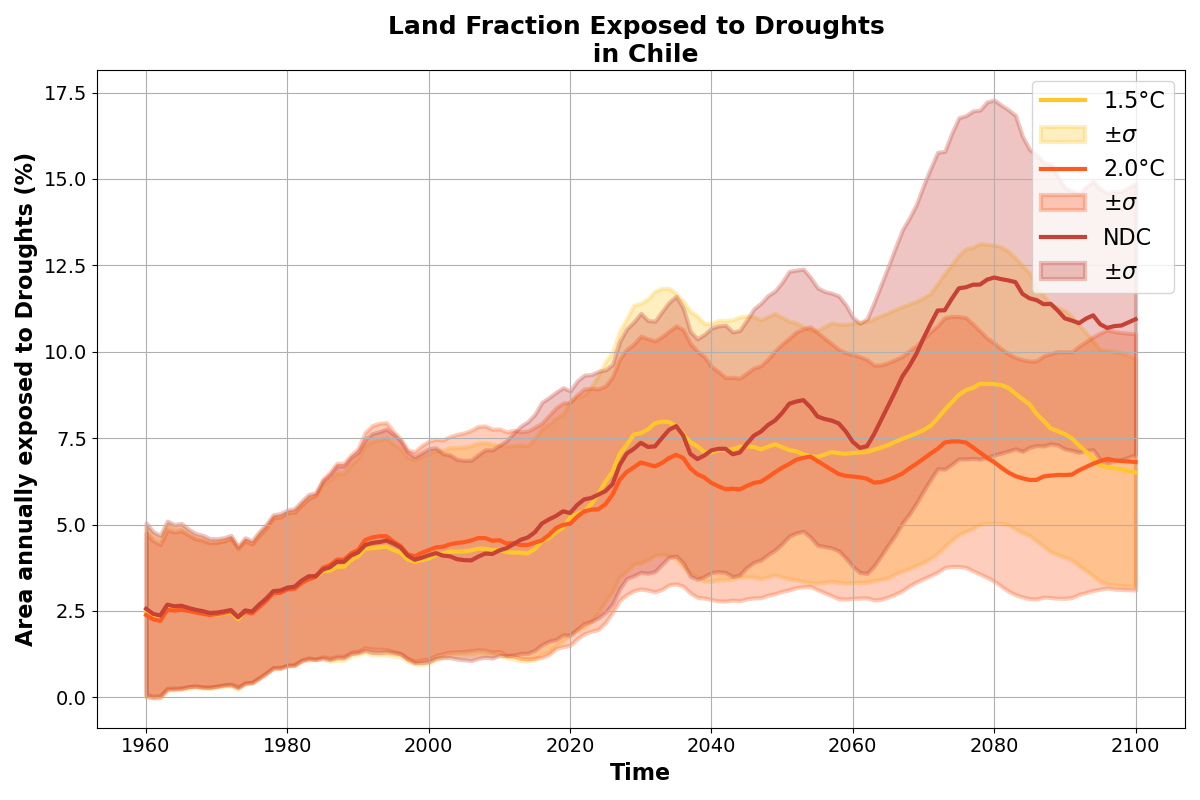 Land Fraction Exposed to Droughts
in Chile
Area annually exposed to Droughts (%)
17.5
15.0
12.5
10.0
7.5
5.0
2.5
0.0
1.5°C
±σ
2.0°C
±σ
NDC
±σ
1960
1980
2000
2020
2040
2060
2080
2100
Time